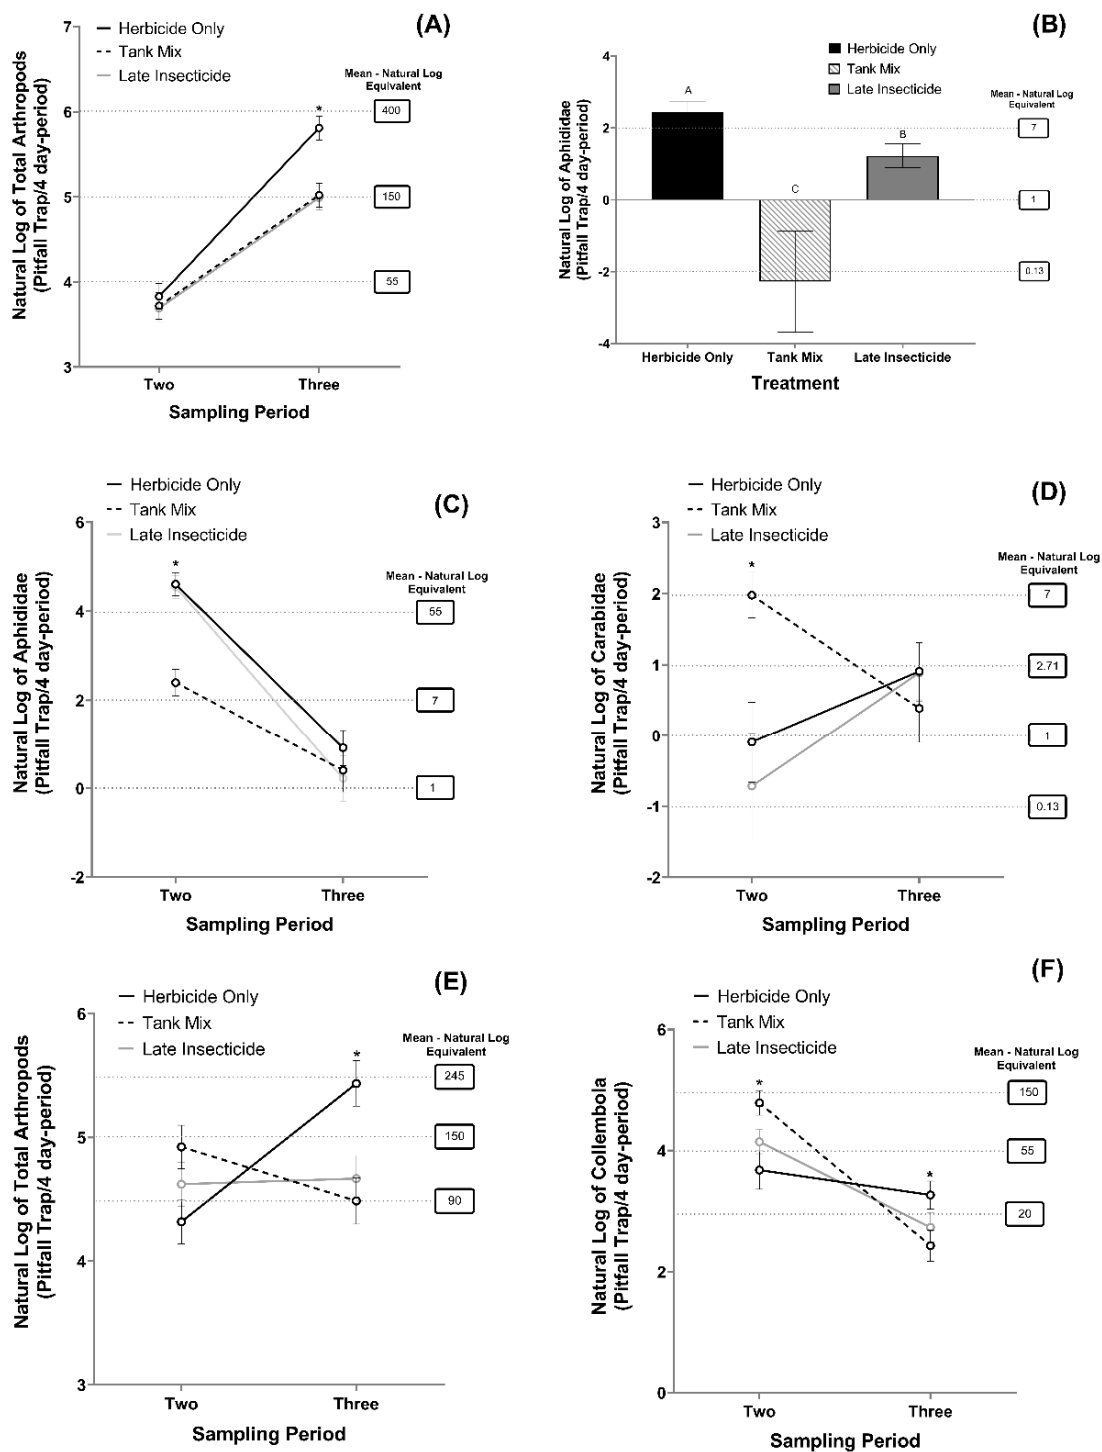 (A)
Herbicide Only
Tank Mix
Late Insecticide
Mean - Natural Log
Equivalent
Natural Log of Total Arthropods
(Pitfall Trap/4 day-period)
7
6
5
4
3
*
400
150
55
Two
Three
Sampling Period
(B)
Herbicide Only
Tank Mix
Late Insecticide
Mean - Natural Log
Equivalent
Natural Log of Aphididae
(Pitfall Trap/4 day-period)
4
2
0
-2
-4
A
C
B
7
1
0.13
Herbicide Only
Tank Mix
Late Insecticide
Treatment
(C)
Herbicide Only
Tank Mix
Late Insecticide
Mean - Natural Log
Equivalent
Natural Log of Aphididae
(Pitfall Trap/4 day-period)
6
4
2
0
-2
*
55
7
1
Two
Three
Sampling Period
(D)
Herbicide Only
Tank Mix
Late Insecticide
Mean - Natural Log
Equivalent
Natural Log of Carabidae
(Pitfall Trap/4 day-period)
3
2
1
0
-1
-2
*
7
2.71
1
0.13
Two
Three
Sampling Period
(E)
Herbicide Only
Tank Mix
Late Insecticide
Mean - Natural Log
Equivalent
Natural Log of Total Arthropods
(Pitfall Trap/4 day-period)
6
5
4
3
*
245
150
90
Two
Three
Sampling Period
(F)
Herbicide Only
Tank Mix
Late Insecticide
Mean - Natural Log
Equivalent
Natural Log of Collembola
(Pitfall Trap/4 day-period)
6
4
2
0
*
*
150
55
20
Two
Three
Sampling Period